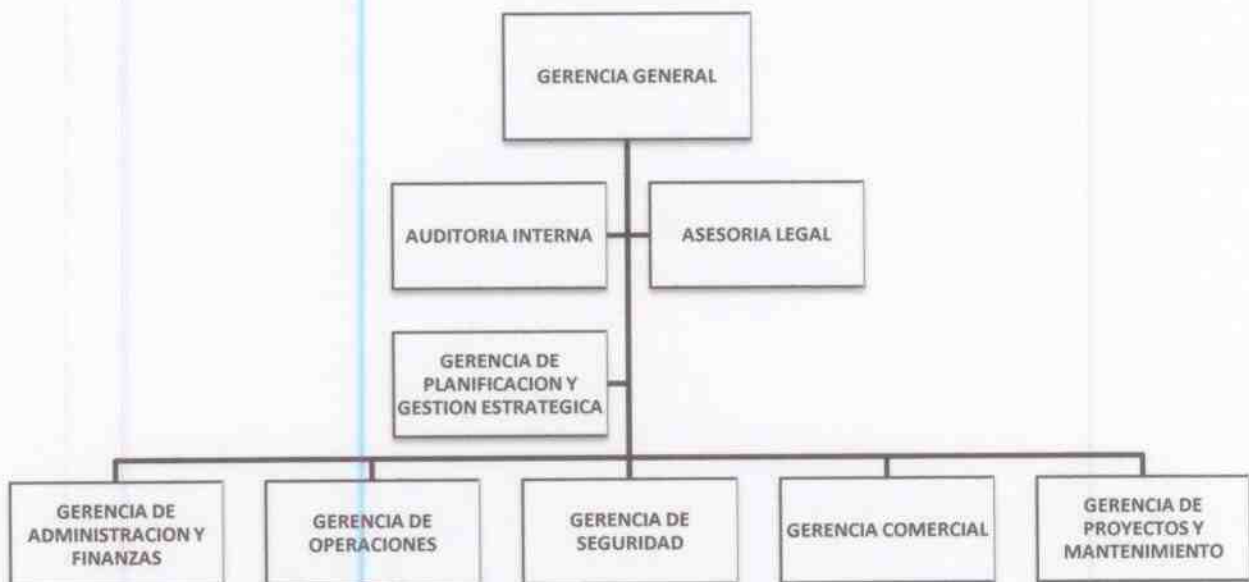 GERENCIA GENERAL
AUDITORIA INTERNA
ASESORIA LEGAL
GERENCIA DE
PLANIFICACION Y
GESTION ESTRATEGICA
GERENCIA DE
ADMINISTRACION Y
FINANZAS
GERENCIA DE
OPERACIONES
GERENCIA DE
SEGURIDAD
GERENCIA COMERCIAL
GERENCIA DE
PROYECTOS Y
MANTENIMIENTO